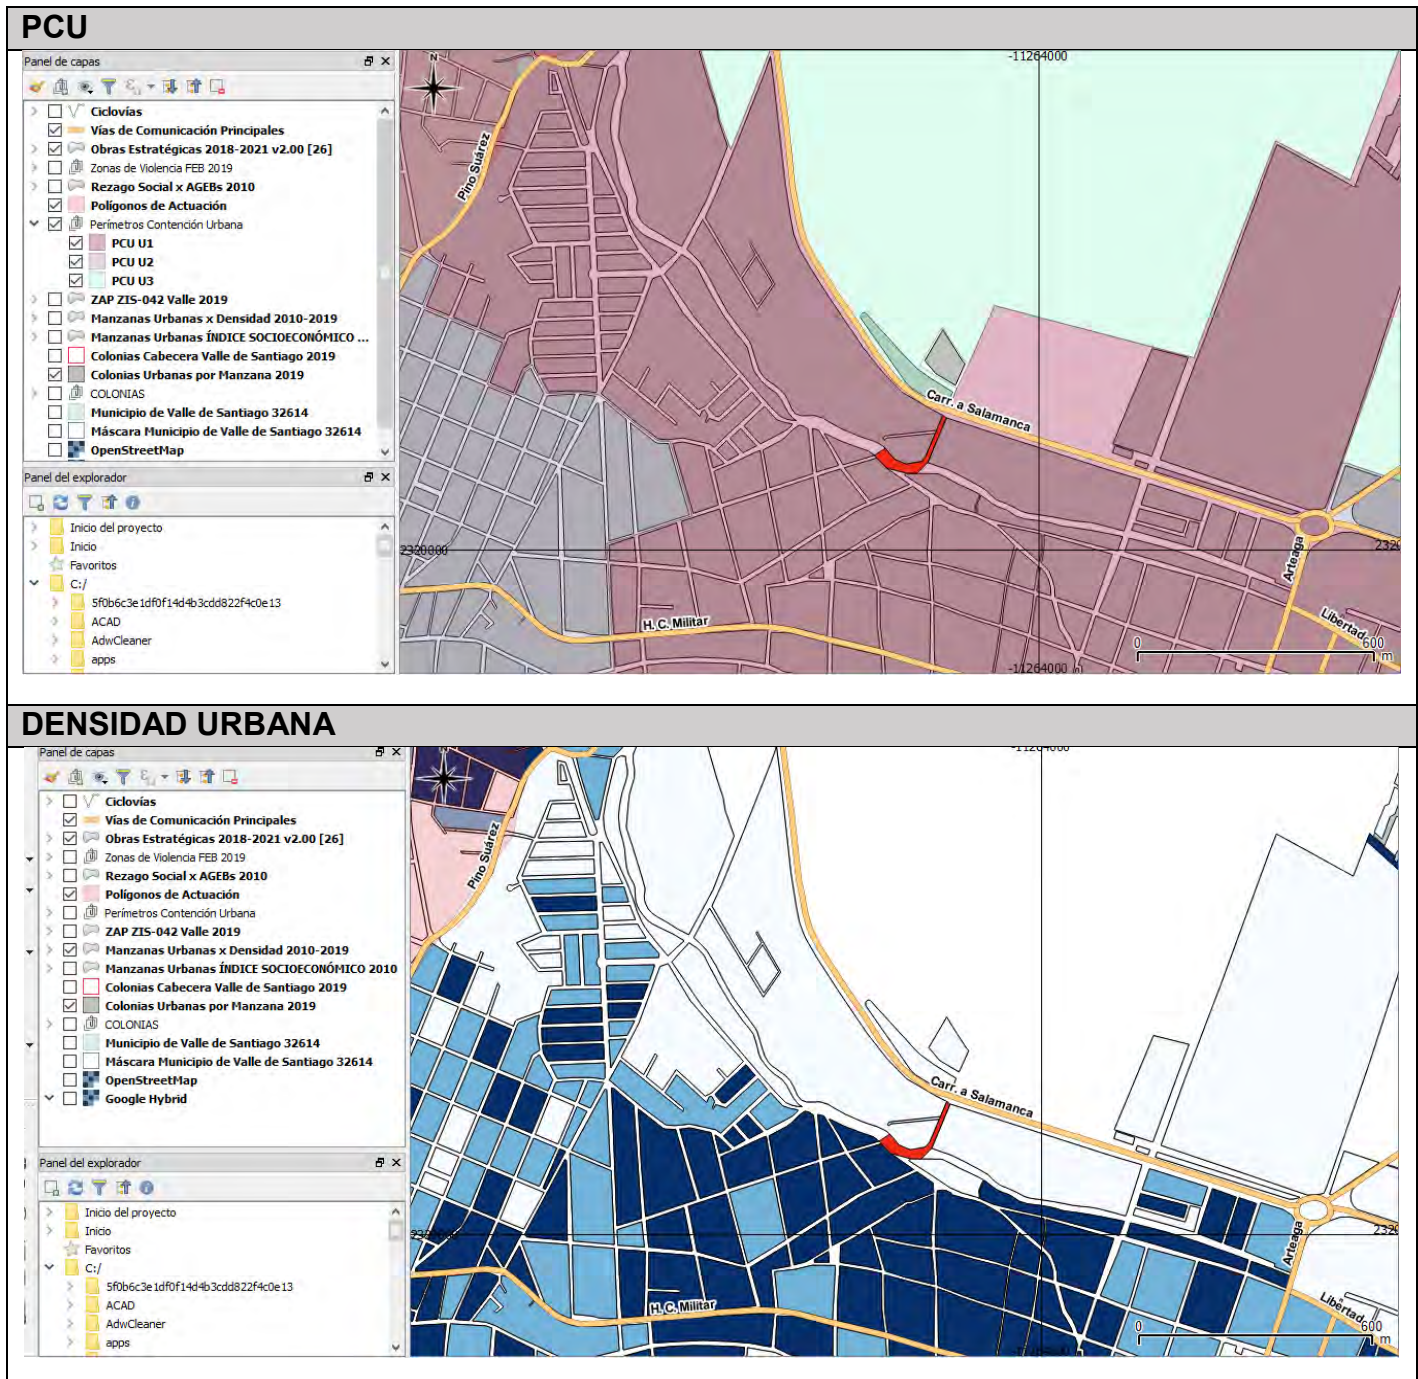 PCU
Panel de capas
Ciclovías
Vías de Comunicación Principales
Obras Estratégicas 2018-2021 v2.00 [26]
Zonas de Violencia FEB 2019
Rezago Social x AGEBs 2010
Polígonos de Actuación
Perímetros Contención Urbana
PCU U1
PCU U2
PCU U3
ZAP ZIS-042 Valle 2019
Manzanas Urbanas x Densidad 2010-2019
Manzanas Urbanas ÍNDICE SOCIOECONÓMICO ...
Colonias Cabecera Valle de Santiago 2019
Colonias Urbanas por Manzana 2019
COLONIAS
Municipio de Valle de Santiago 32614
Máscara Municipio de Valle de Santiago 32614
OpenStreetMap
Panel del explorador
Inicio del proyecto
Inicio
Favoritos
C:/
5f0b6c3e1df0f14d4b3cdd822f4c0e13
ACAD
AdwCleaner
apps
N
-11264000
Pino Suárez
Carr. a Salamanca
2320000
2320
Arteaga
H. C. Militar
Libertad
0
600
m
-11264000
DENSIDAD URBANA
Panel de capas
Ciclovías
Vías de Comunicación Principales
Obras Estratégicas 2018-2021 v2.00 [26]
Zonas de Violencia FEB 2019
Rezago Social x AGEBs 2010
Polígonos de Actuación
Perímetros Contención Urbana
ZAP ZIS-042 Valle 2019
Manzanas Urbanas x Densidad 2010-2019
Manzanas Urbanas ÍNDICE SOCIOECONÓMICO 2010
Colonias Cabecera Valle de Santiago 2019
Colonias Urbanas por Manzana 2019
COLONIAS
Municipio de Valle de Santiago 32614
Máscara Municipio de Valle de Santiago 32614
OpenStreetMap
Google Hybrid
Panel del explorador
Inicio del proyecto
Inicio
Favoritos
C:/
5f0b6c3e1df0f14d4b3cdd822f4c0e13
ACAD
AdwCleaner
apps
-11264000
Pino Suárez
Carr. a Salamanca
2320
Arteaga
H. C. Militar
Libertad
0
600
m